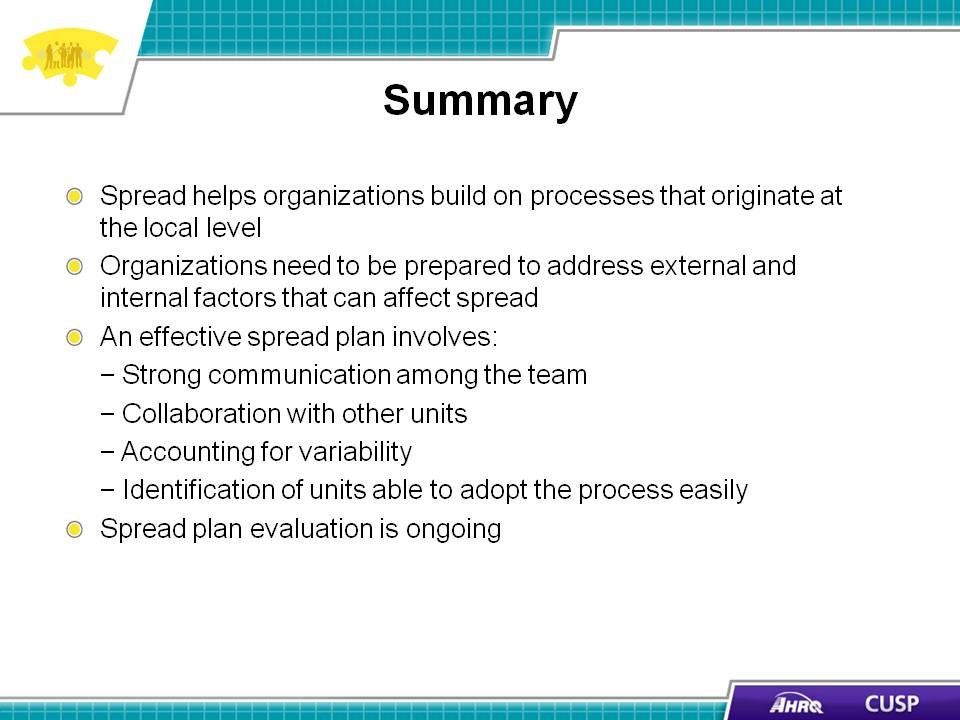 Summary
Spread helps organizations build on processes that originate at
the local level
Organizations need to be prepared to address external and
internal factors that can affect spread
An effective spread plan involves:
– Strong communication among the team
– Collaboration with other units
– Accounting for variability
– Identification of units able to adopt the process easily
Spread plan evaluation is ongoing
AHRQ CUSP